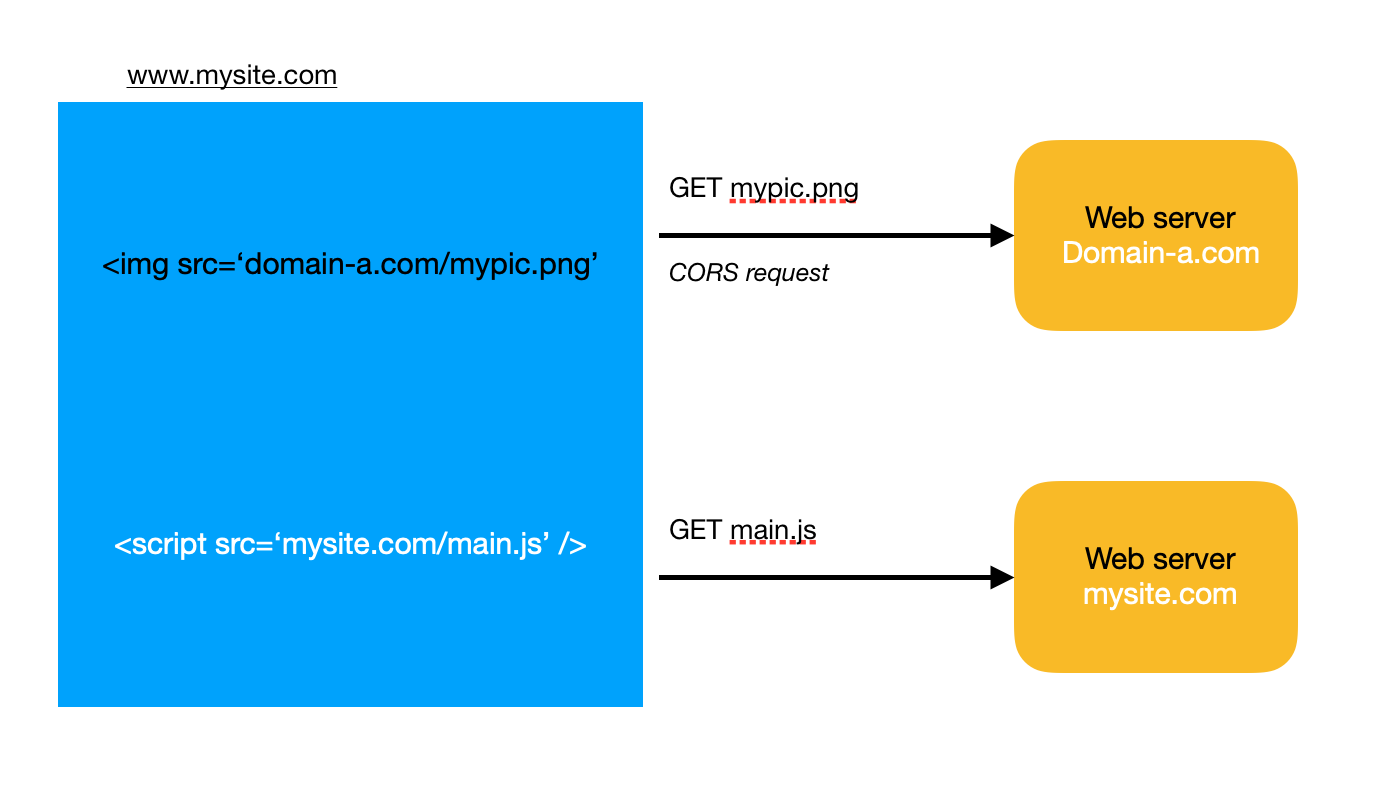 www.mysite.com
<img src=‘domain-a.com/mypic.png’
GET mypic.png
CORS request
Web server
Domain-a.com
<script src=‘mysite.com/main.js’ />
GET main.js
Web server
mysite.com